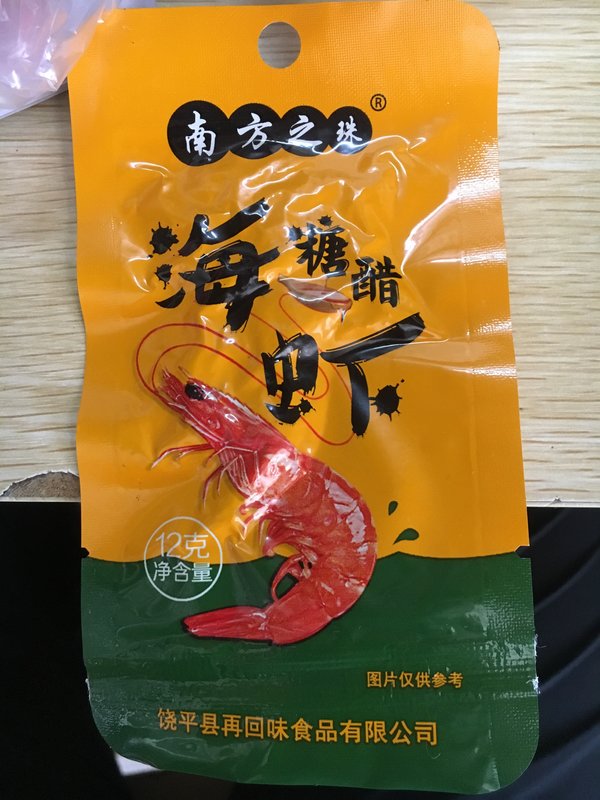 南方之珠®
糖醋
海虾
12克
净含量
图片仅供参考
饶平县再回味食品有限公司